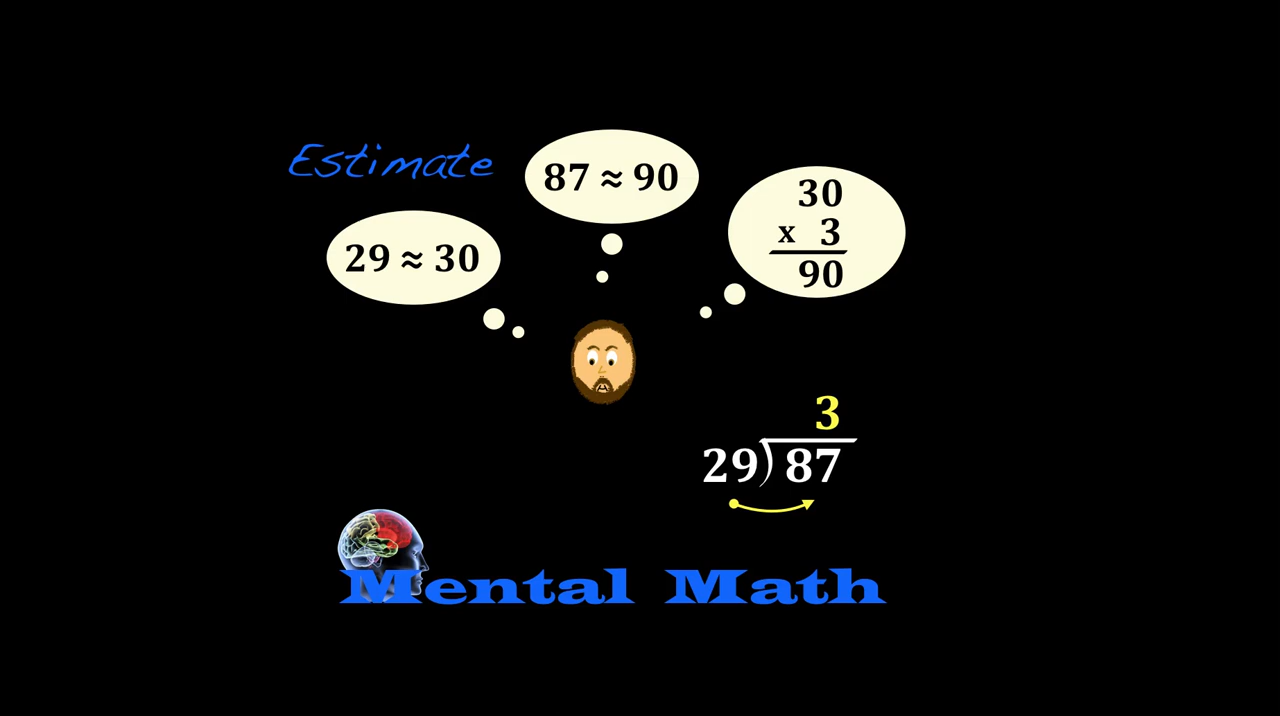 Estimate
87 ≈ 90
29 ≈ 30
30
x 3
90
3
29) 87
Mental Math